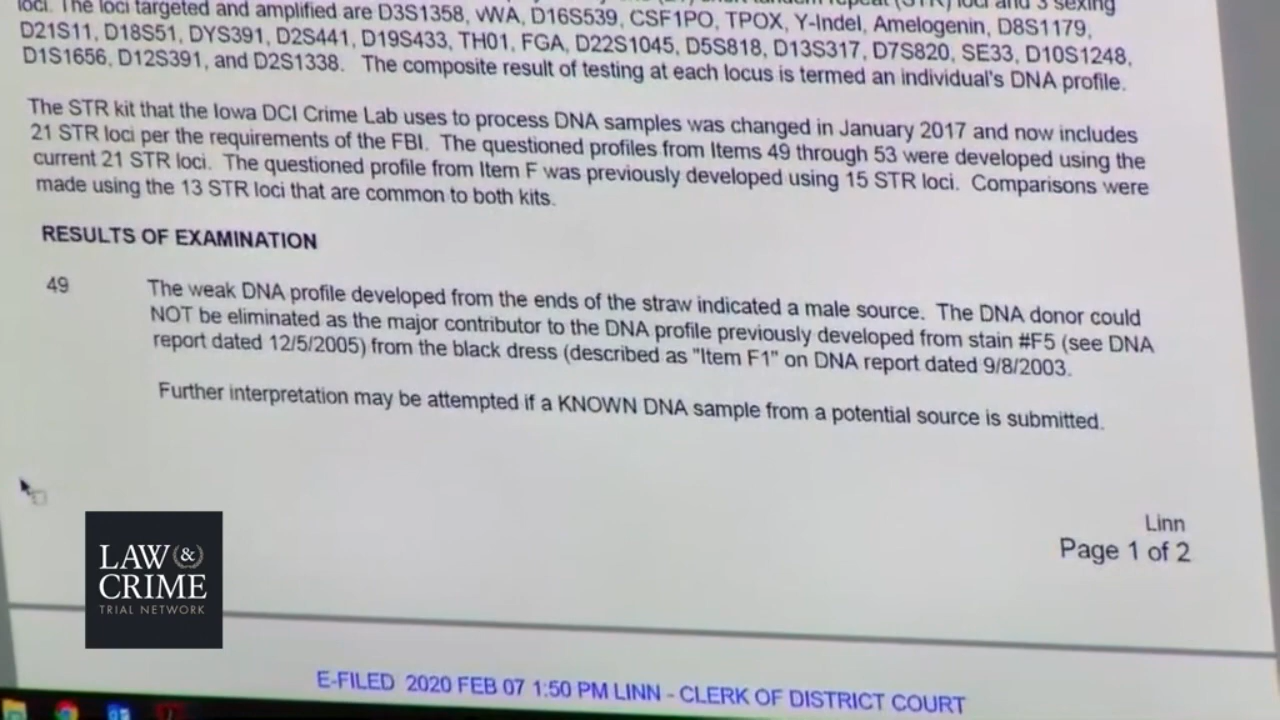 loci. The loci targeted and amplified are D3S1358, vWA, D16S539, CSF1PO, TPOX, Y-Indel, Amelogenin, D8S1179,
D21S11, D18S51, DYS391, D2S441, D19S433, TH01, FGA, D22S1045, D5S818, D13S317, D7S820, SE33, D10S1248,
D1S1656, D12S391, and D2S1338. The composite result of testing at each locus is termed an individual's DNA profile.
The STR kit that the Iowa DCI Crime Lab uses to process DNA samples was changed in January 2017 and now includes
21 STR loci per the requirements of the FBI. The questioned profiles from Items 49 through 53 were developed using the
current 21 STR loci. The questioned profile from Item F was previously developed using 15 STR loci. Comparisons were
made using the 13 STR loci that are common to both kits.
RESULTS OF EXAMINATION
49 The weak DNA profile developed from the ends of the straw indicated a male source. The DNA donor could
NOT be eliminated as the major contributor to the DNA profile previously developed from stain #F5 (see DNA
report dated 12/5/2005) from the black dress (described as "Item F1" on DNA report dated 9/8/2003.
Further interpretation may be attempted if a KNOWN DNA sample from a potential source is submitted.
Linn
Page 1 of 2
LAW &
CRIME
TRIAL NETWORK
E-FILED 2020 FEB 07 1:50 PM LINN - CLERK OF DISTRICT COURT